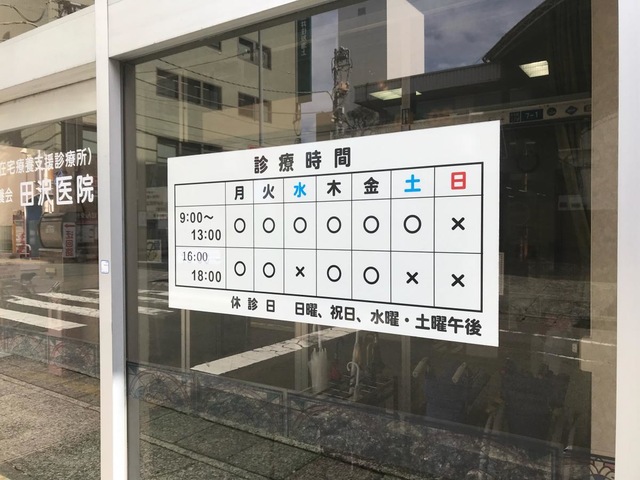 在宅療養支援診療所)
田沢医院
診療時間
月 火 水 木 金 土 日
9:00～13:00 ○ ○ ○ ○ ○ ○ ×
16:00 18:00 ○ ○ × ○ ○ × ×
休診日 日曜、祝日、水曜・土曜午後